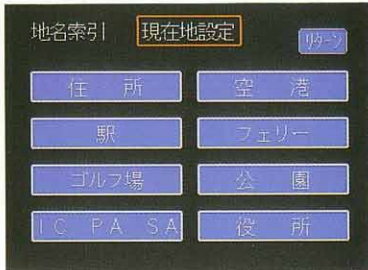 地名索引 現在地設定 リターン
住 所 空 港
駅 フェリー
ゴルフ場 公 園
IC PA SA 役 所